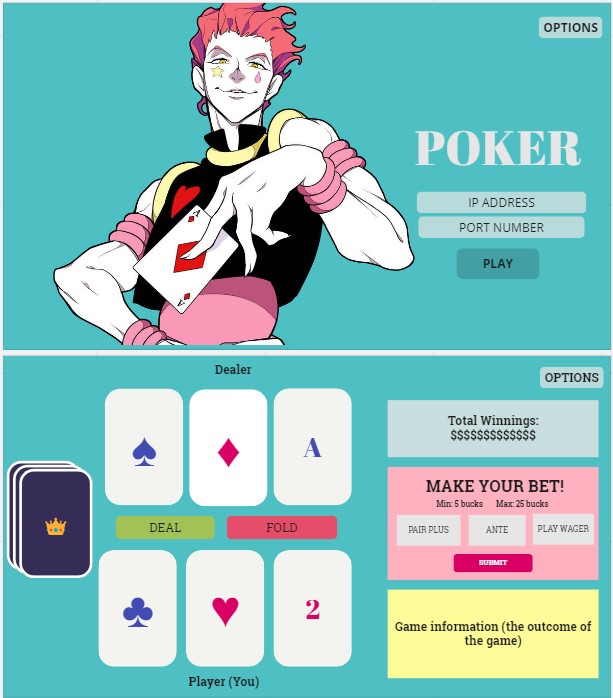 OPTIONS
POKER
IP ADDRESS
PORT NUMBER
PLAY
A
A
Dealer
OPTIONS
A
Total Winnings:
$$$$$$$$$$$$$
MAKE YOUR BET!
Min: 5 bucks Max: 25 bucks
PAIR PLUS ANTE PLAY WAGER
SUBMIT
DEAL FOLD
2
Game information (the outcome of
the game)
Player (You)